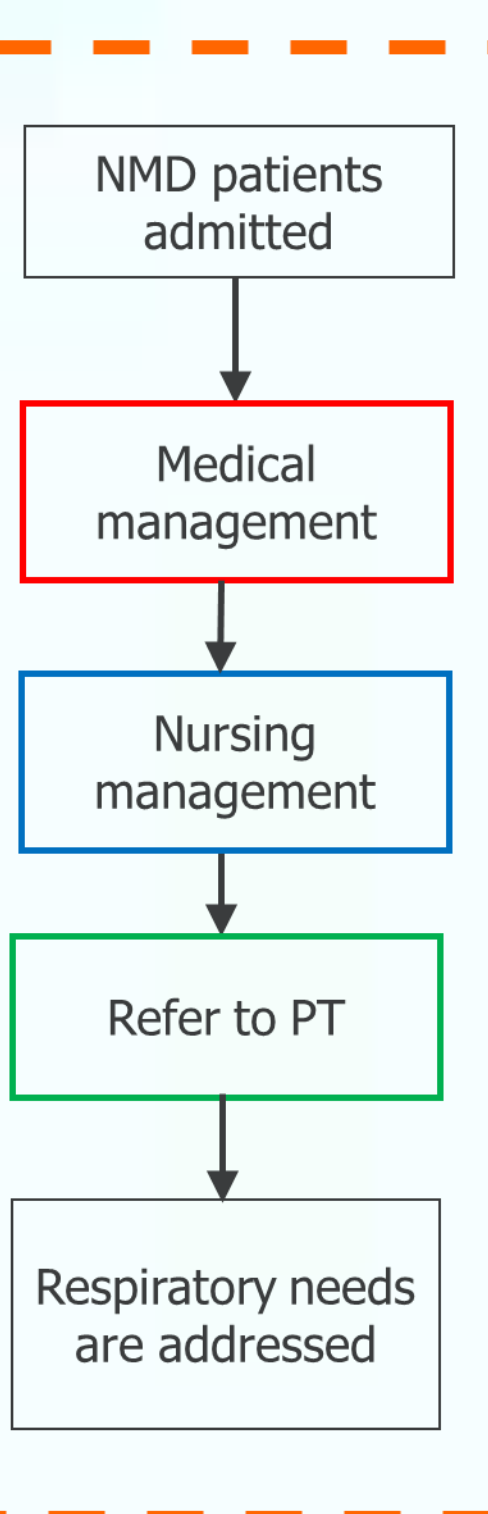 NMD patients
admitted
Medical
management
Nursing
management
Refer to PT
Respiratory needs
are addressed